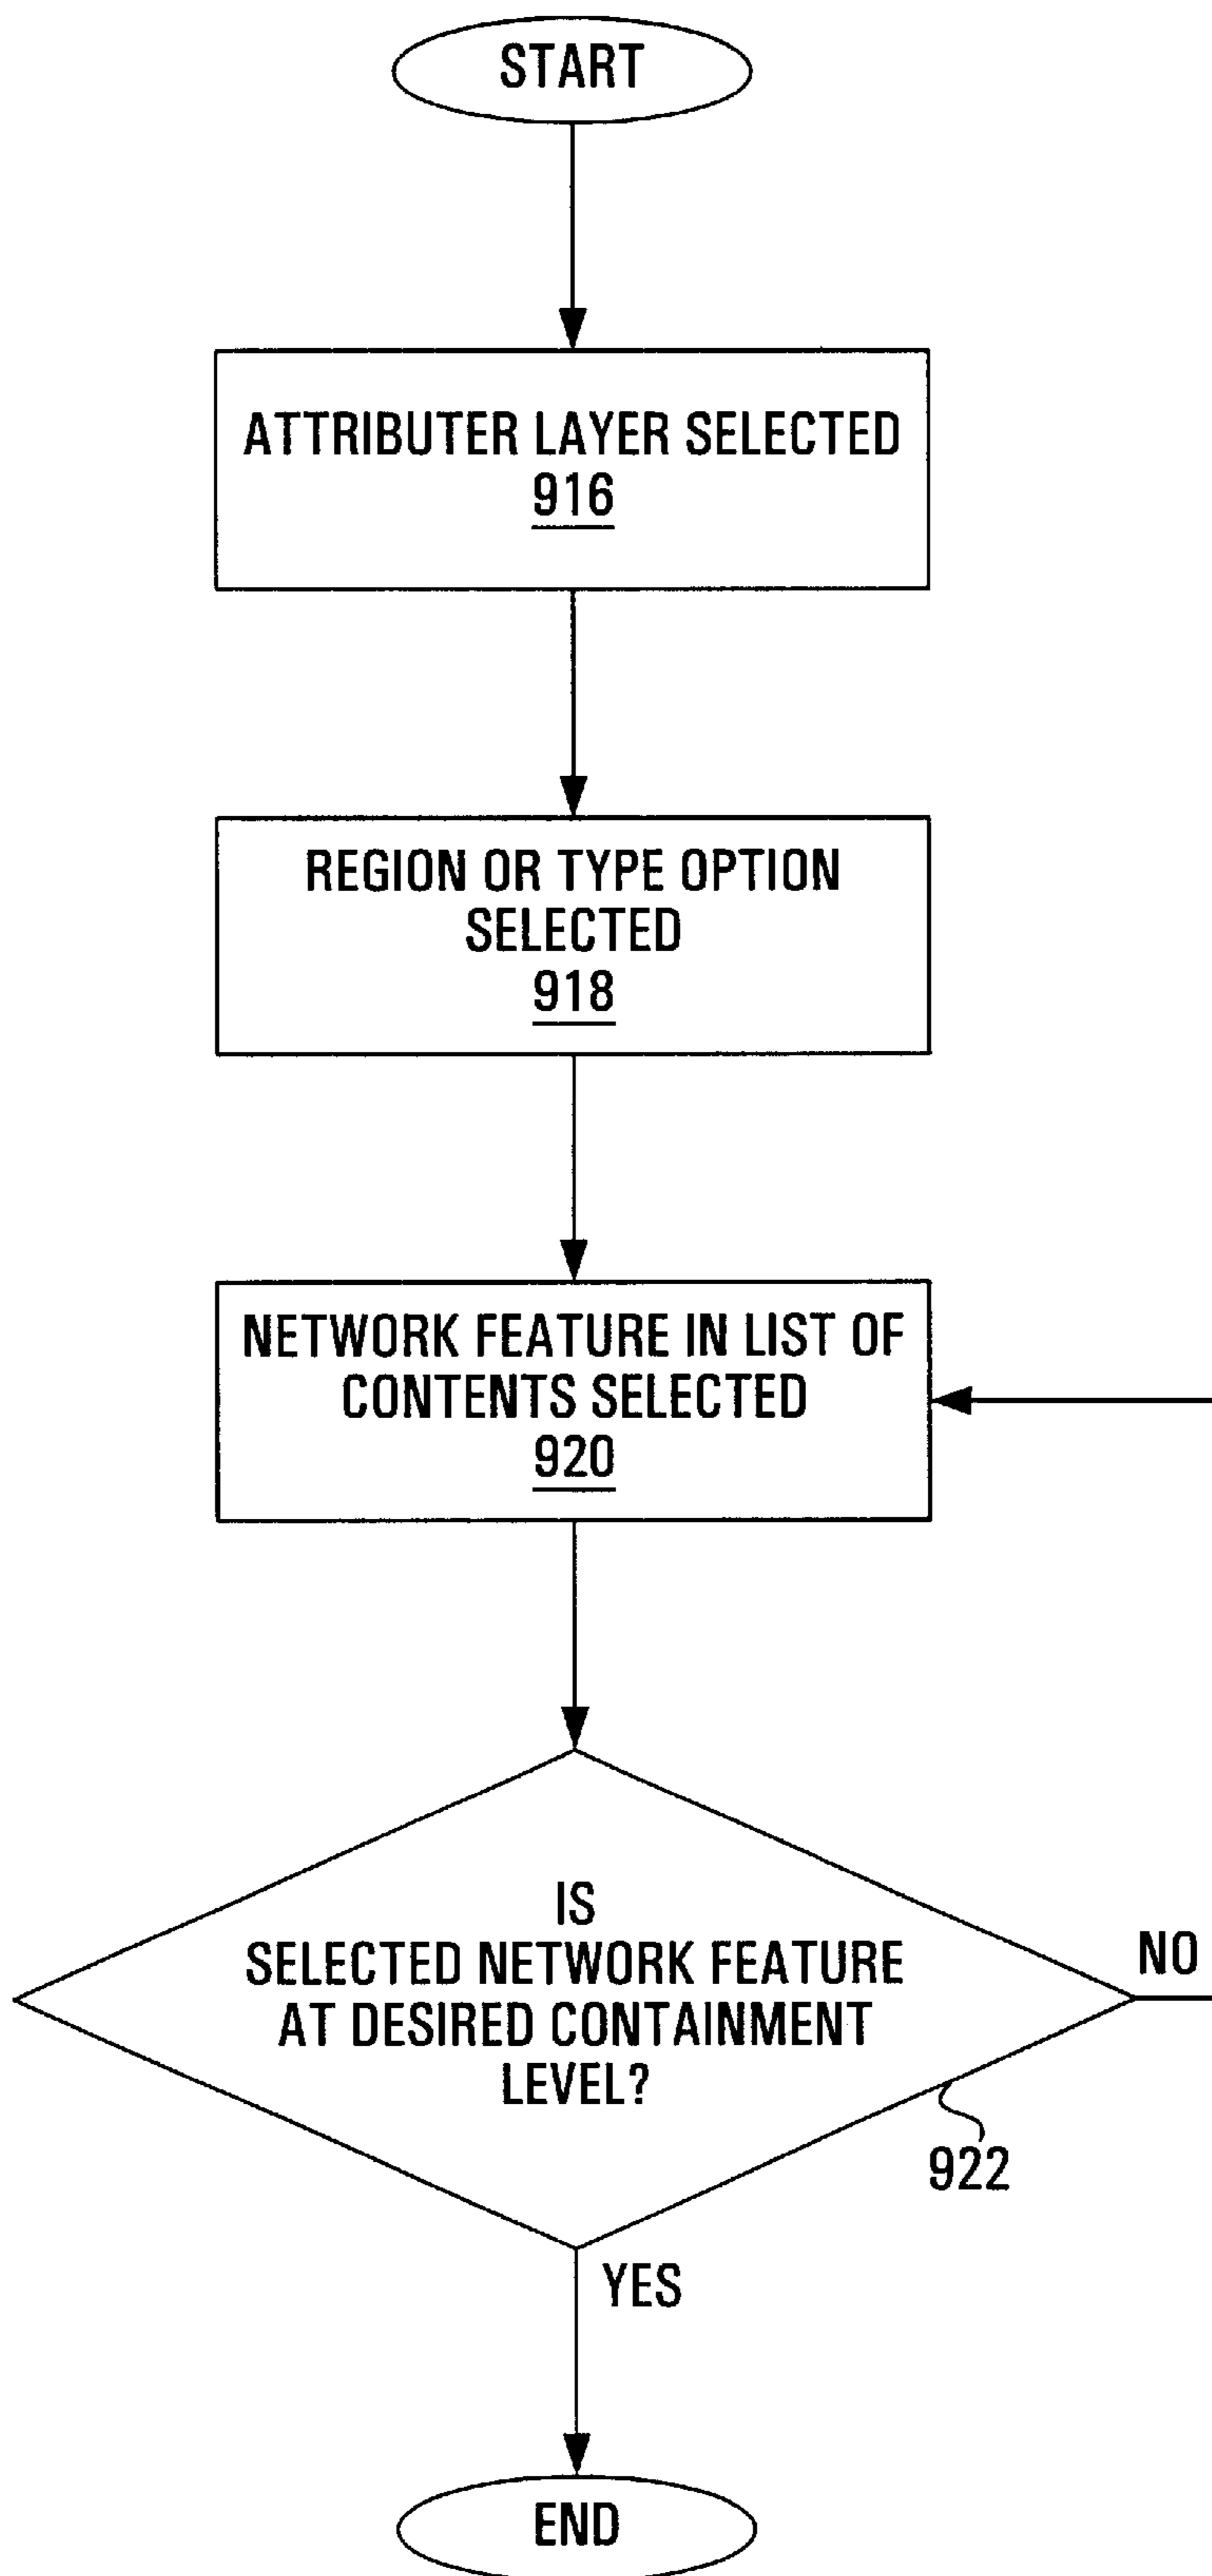 START
ATTRIBUTER LAYER SELECTED
916
REGION OR TYPE OPTION
SELECTED
918
NETWORK FEATURE IN LIST OF
CONTENTS SELECTED
920
IS
SELECTED NETWORK FEATURE
AT DESIRED CONTAINMENT
LEVEL?
NO
922
YES
END